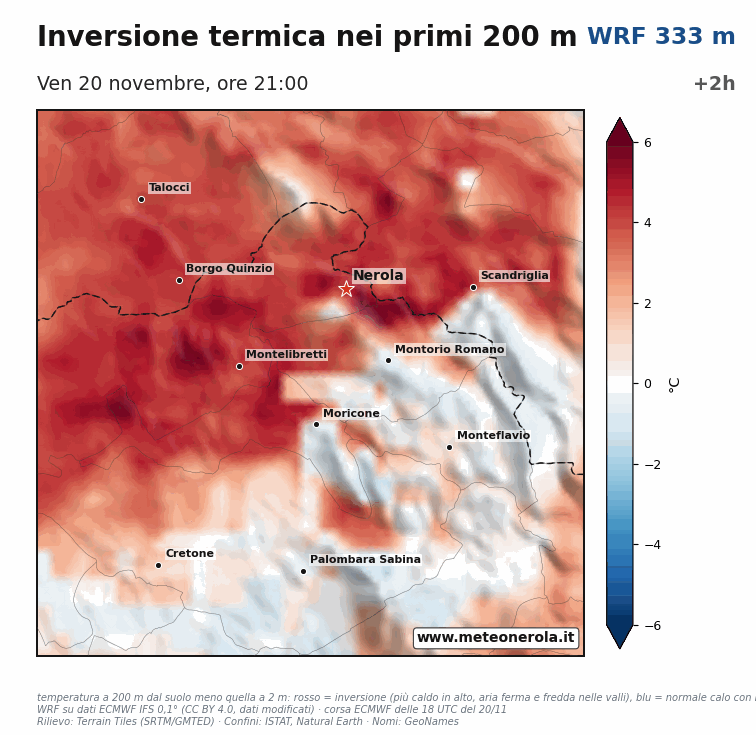 Inversione termica nei primi 200 m WRF 333 m
Ven 20 novembre, ore 21:00 +2h
Talocci
Borgo Quinzio
Nerola
Scandriglia
Montelibretti
Montorio Romano
Moricone
Monteflavio
Cretone
Palombara Sabina
www.meteonerola.it
6
4
2
0
−2
−4
−6
°C
temperatura a 200 m dal suolo meno quella a 2 m: rosso = inversione (più caldo in alto, aria ferma e fredda nelle valli), blu = normale calo con
WRF su dati ECMWF IFS 0,1° (CC BY 4.0, dati modificati) · corsa ECMWF delle 18 UTC del 20/11
Rilievo: Terrain Tiles (SRTM/GMTED) · Confini: ISTAT, Natural Earth · Nomi: GeoNames